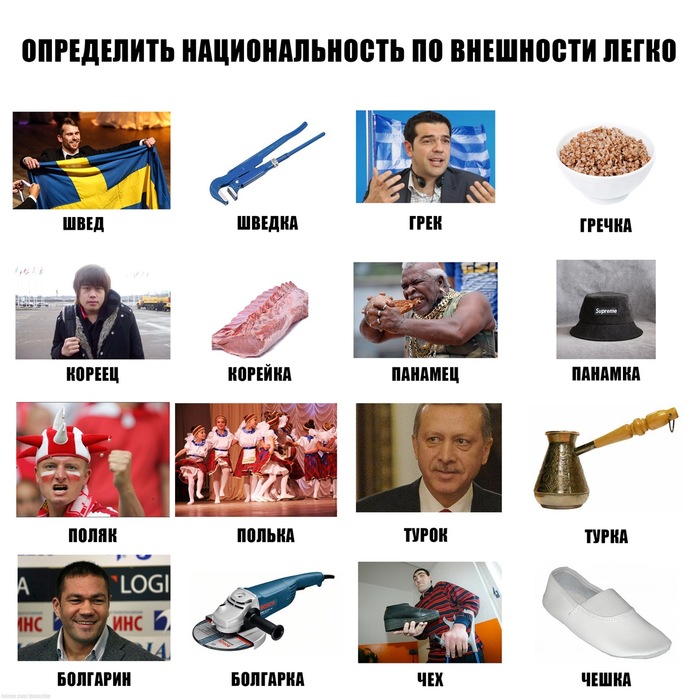 ОПРЕДЕЛИТЬ НАЦИОНАЛЬНОСТЬ ПО ВНЕШНОСТИ ЛЕГКО
ШВЕД
ШВЕДКА
ГРЕК
ГРЕЧКА
Supreme
КОРЕЕЦ
КОРЕЙКА
ПАНАМЕЦ
ПАНАМКА
ПОЛЯК
ПОЛЬКА
ТУРОК
ТУРКА
LOGI
ИНС
ИНС
БОЛГАРИН
БОЛГАРКА
ЧЕХ
ЧЕШКА